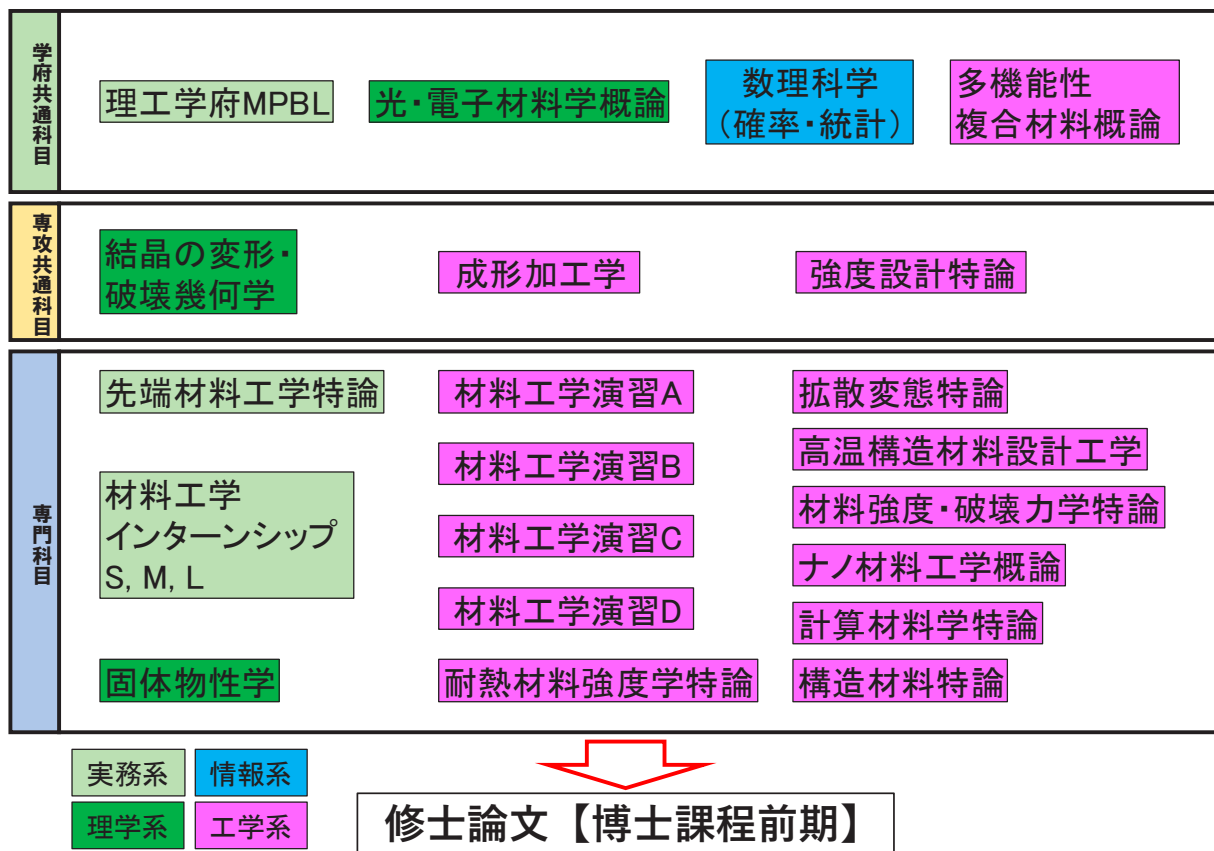 学府共通科目
理工学府MPBL
光・電子材料学概論
数理科学
（確率・統計）
多機能性
複合材料概論
専攻共通科目
結晶の変形・
破壊幾何学
成形加工学
強度設計特論
専門科目
先端材料工学特論
材料工学
インターンシップ
S, M, L
固体物性学
材料工学演習A
材料工学演習B
材料工学演習C
材料工学演習D
耐熱材料強度学特論
拡散変態特論
高温構造材料設計工学
材料強度・破壊力学特論
ナノ材料工学概論
計算材料学特論
構造材料特論
実務系
情報系
理学系
工学系
修士論文【博士課程前期】